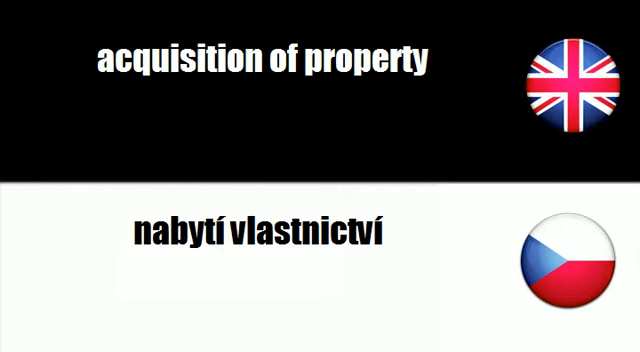 acquisition of property
nabytí vlastnictví